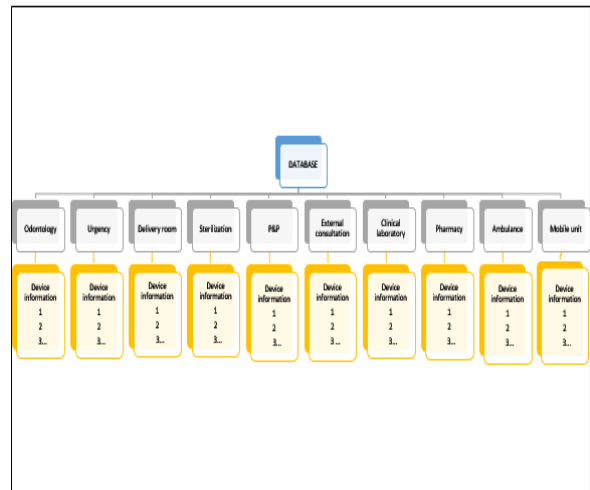 DATABASE
Odontology
Urgency
Delivery room
Sterilization
P&P
External
consultation
Clinical
laboratory
Pharmacy
Ambulance
Mobile unit
Device
information
1
2
3...
Device
information
1
2
3...
Device
information
1
2
3...
Device
information
1
2
3...
Device
information
1
2
3...
Device
information
1
2
3 ...
Device
information
1
2
3...
Device
information
1
2
3...
Device
information
1
2
3...
Device
information
1
2
3...